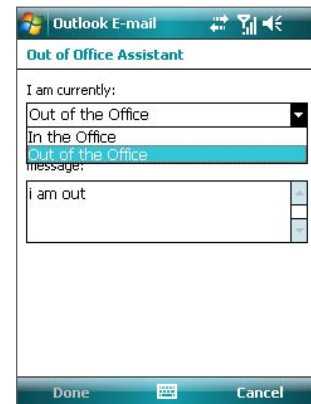 Outlook E-mail
Out of Office Assistant
I am currently:
Out of the Office
In the Office
Out of the Office
message:
i am out
Done
Cancel